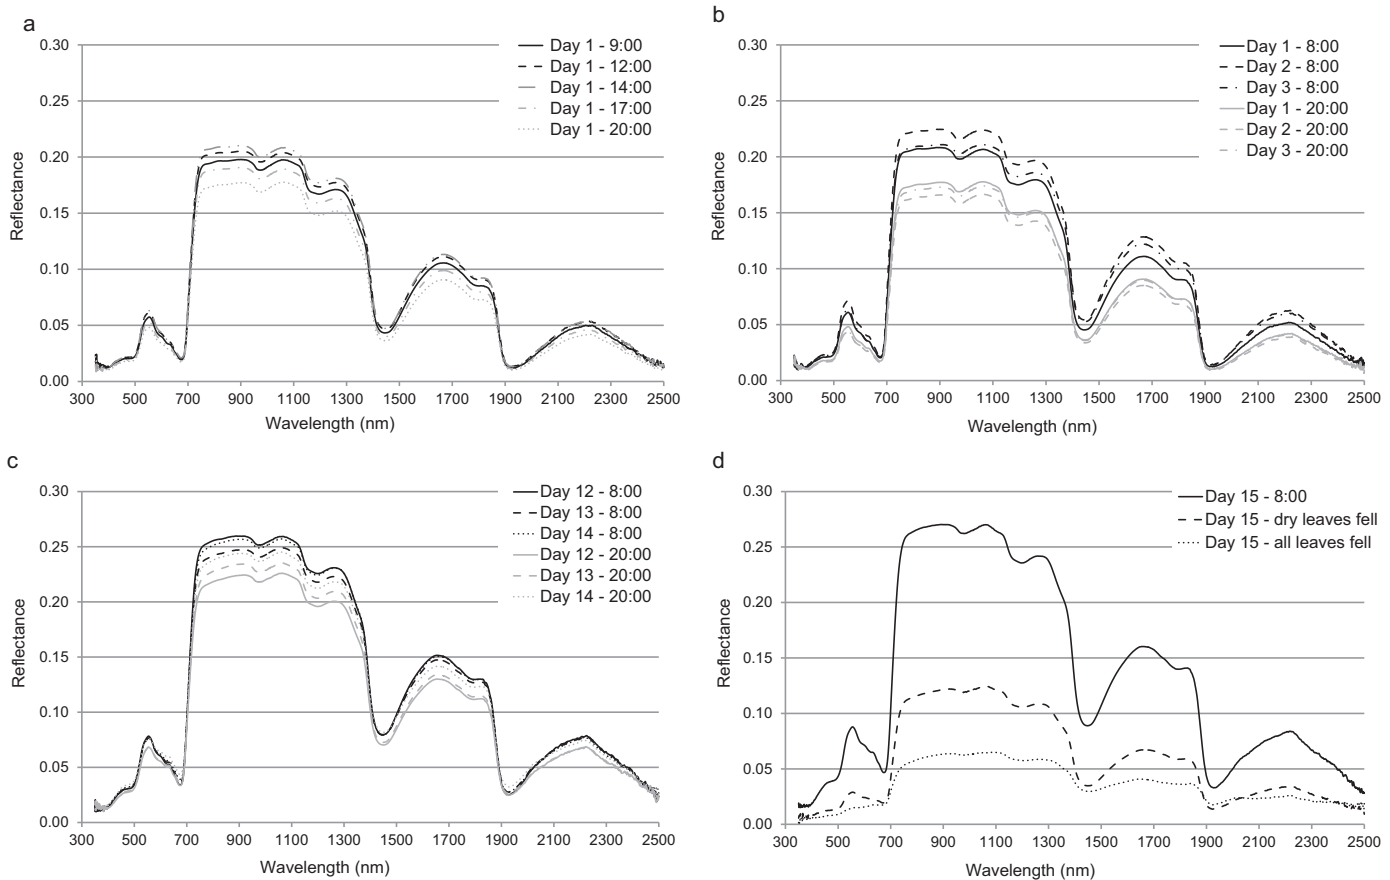 a
0.30
0.25
0.20
0.15
0.10
0.05
0.00
Reflectance
300 500 700 900 1100 1300 1500 1700 1900 2100 2300 2500
Wavelength (nm)
Day 1 - 9:00
Day 1 - 12:00
Day 1 - 14:00
Day 1 - 17:00
Day 1 - 20:00
b
0.30
0.25
0.20
0.15
0.10
0.05
0.00
Reflectance
300 500 700 900 1100 1300 1500 1700 1900 2100 2300 2500
Wavelength (nm)
Day 1 - 8:00
Day 2 - 8:00
Day 3 - 8:00
Day 1 - 20:00
Day 2 - 20:00
Day 3 - 20:00
c
0.30
0.25
0.20
0.15
0.10
0.05
0.00
Reflectance
300 500 700 900 1100 1300 1500 1700 1900 2100 2300 2500
Wavelength (nm)
Day 12 - 8:00
Day 13 - 8:00
Day 14 - 8:00
Day 12 - 20:00
Day 13 - 20:00
Day 14 - 20:00
d
0.30
0.25
0.20
0.15
0.10
0.05
0.00
Reflectance
300 500 700 900 1100 1300 1500 1700 1900 2100 2300 2500
Wavelength (nm)
Day 15 - 8:00
Day 15 - dry leaves fell
Day 15 - all leaves fell